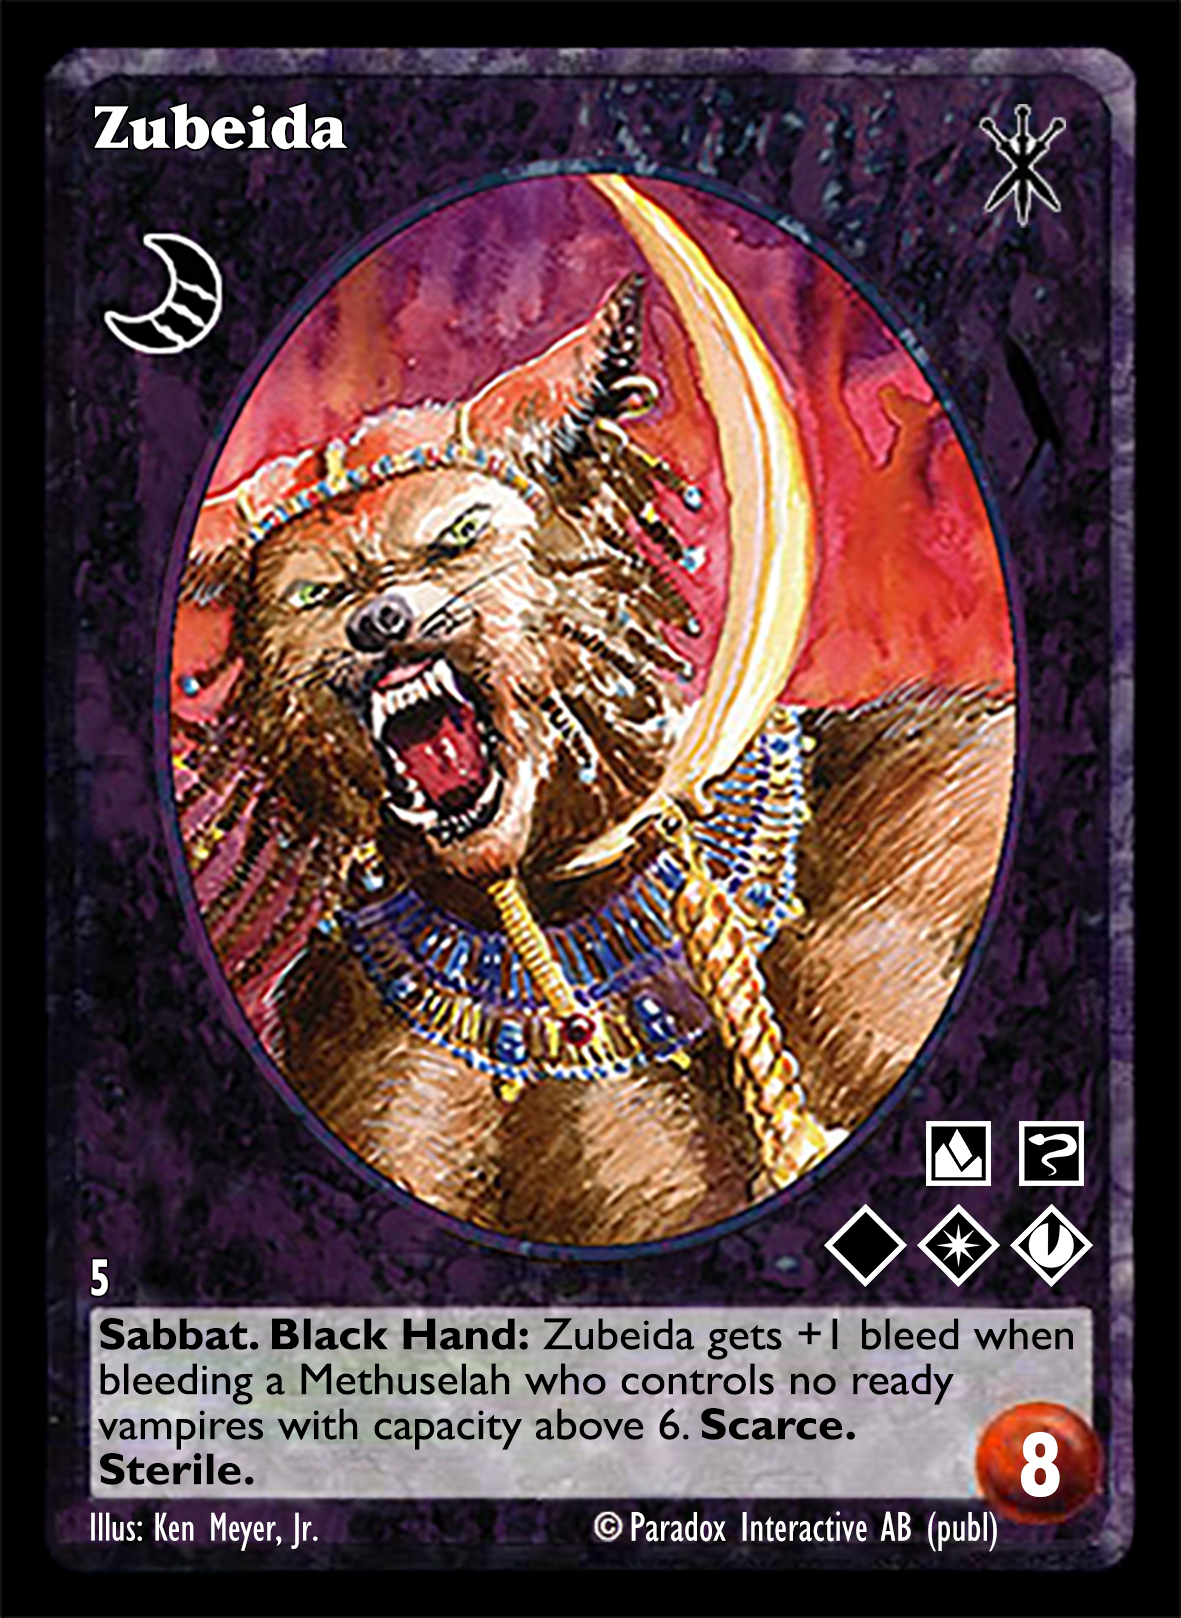 Zubeida
5
Sabbat. Black Hand: Zubeida gets +1 bleed when
bleeding a Methuselah who controls no ready
vampires with capacity above 6. Scarce.
Sterile.
8
Illus: Ken Meyer, Jr.
© Paradox Interactive AB (publ)